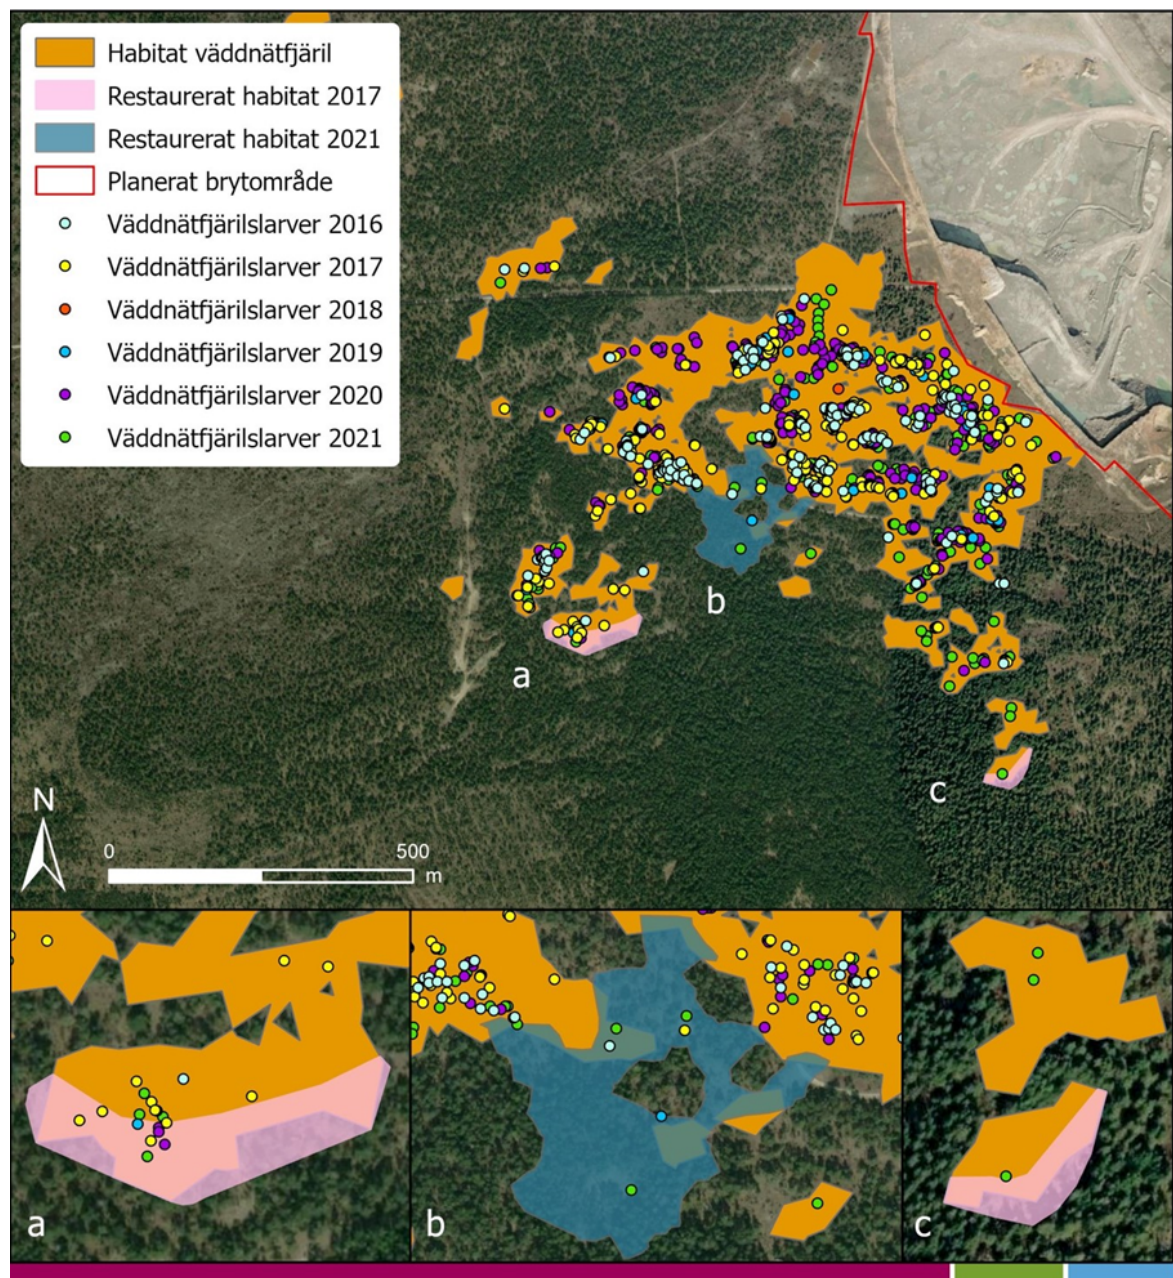 Habitat väddnätfjäril
Restaurerat habitat 2017
Restaurerat habitat 2021
Planerat brytområde
Väddnätfjärilslarver 2016
Väddnätfjärilslarver 2017
Väddnätfjärilslarver 2018
Väddnätfjärilslarver 2019
Väddnätfjärilslarver 2020
Väddnätfjärilslarver 2021
a
b
c
N
0 500
m
a
b
c